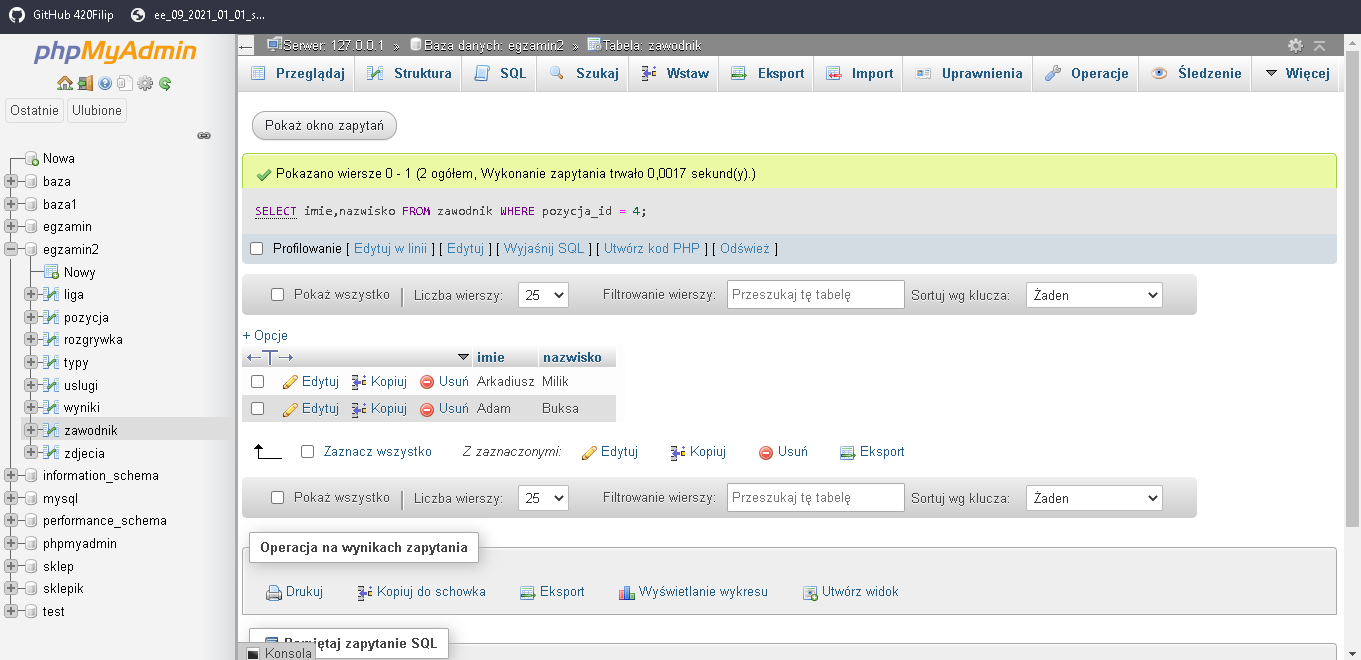 GitHub 420Filip ee_09_2021_01_01_s...
phpMyAdmin
Ostatnie Ulubione
Nowa
baza
baza1
egzamin
egzamin2
Nowy
liga
pozycja
rozgrywka
typy
uslugi
wyniki
zawodnik
zdjecia
information_schema
mysql
performance_schema
phpmyadmin
sklep
sklepik
test
Serwer: 127.0.0.1 » Baza danych: egzamin2 » Tabela: zawodnik
Przeglądaj Struktura SQL Szukaj Wstaw Eksport Import Uprawnienia Operacje Śledzenie Więcej
Pokaż okno zapytań
Pokazano wiersze 0 - 1 (2 ogółem, Wykonanie zapytania trwało 0,0017 sekund(y).)
SELECT imie,nazwisko FROM zawodnik WHERE pozycja_id = 4;
Profilowanie [ Edytuj w linii ] [ Edytuj ] [ Wyjaśnij SQL ] [ Utwórz kod PHP ] [ Odśwież ]
Pokaż wszystko | Liczba wierszy: 25 Filtrowanie wierszy: Przeszukaj tę tabelę Sortuj wg klucza: Żaden
+ Opcje
←T→ imie nazwisko
Edytuj Kopiuj Usuń Arkadiusz Milik
Edytuj Kopiuj Usuń Adam Buksa
Zaznacz wszystko Z zaznaczonymi: Edytuj Kopiuj Usuń Eksport
Pokaż wszystko | Liczba wierszy: 25 Filtrowanie wierszy: Przeszukaj tę tabelę Sortuj wg klucza: Żaden
Operacja na wynikach zapytania
Drukuj Kopiuj do schowka Eksport Wyświetlanie wykresu Utwórz widok
Pamiętaj zapytanie SQL
Konsola